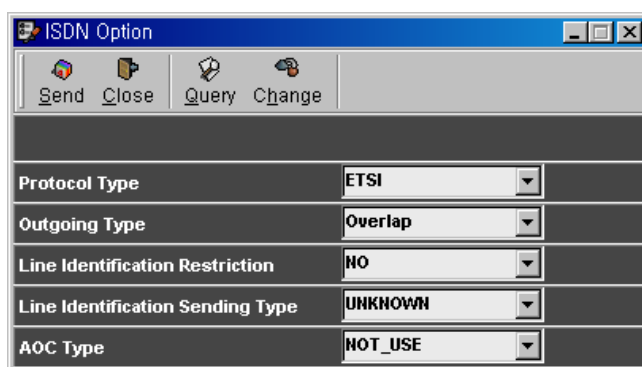 ISDN Option
Send Close Query Change
Protocol Type ETSI
Outgoing Type Overlap
Line Identification Restriction NO
Line Identification Sending Type UNKNOWN
AOC Type NOT_USE